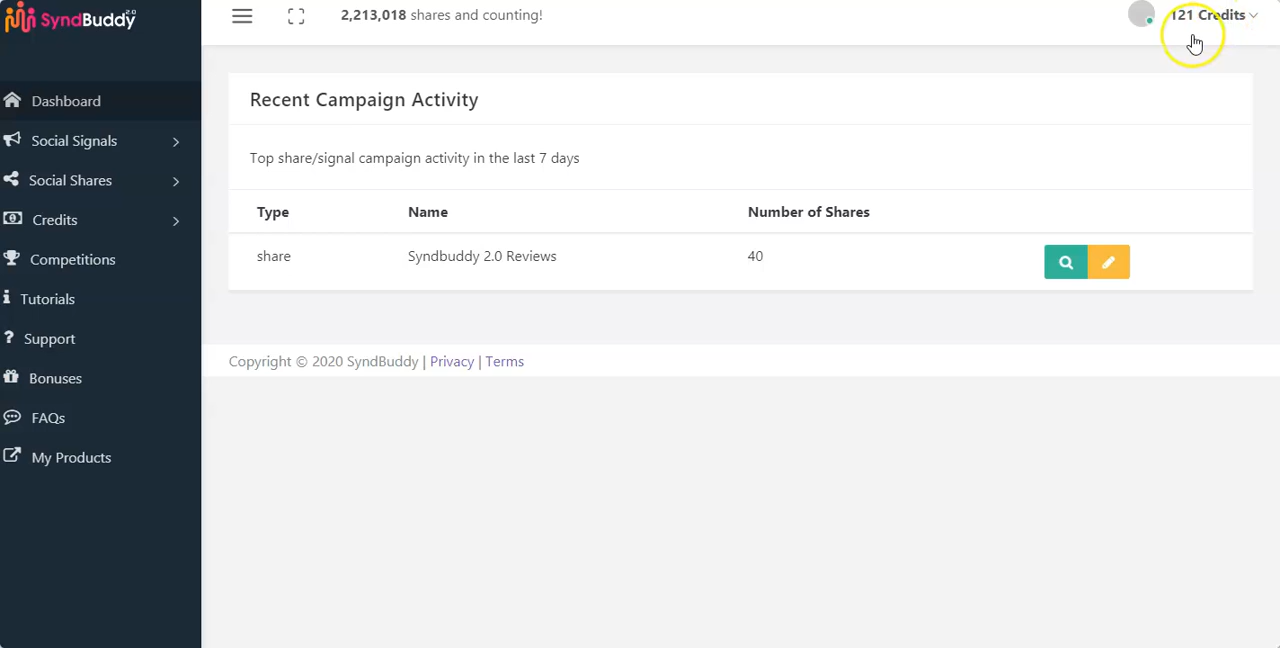 SyndBuddy 2.0
2,213,018 shares and counting!
121 Credits
Dashboard
Social Signals
Social Shares
Credits
Competitions
Tutorials
Support
Bonuses
FAQs
My Products
Recent Campaign Activity
Top share/signal campaign activity in the last 7 days
Type Name Number of Shares
share Syndbuddy 2.0 Reviews 40
Copyright © 2020 SyndBuddy | Privacy | Terms